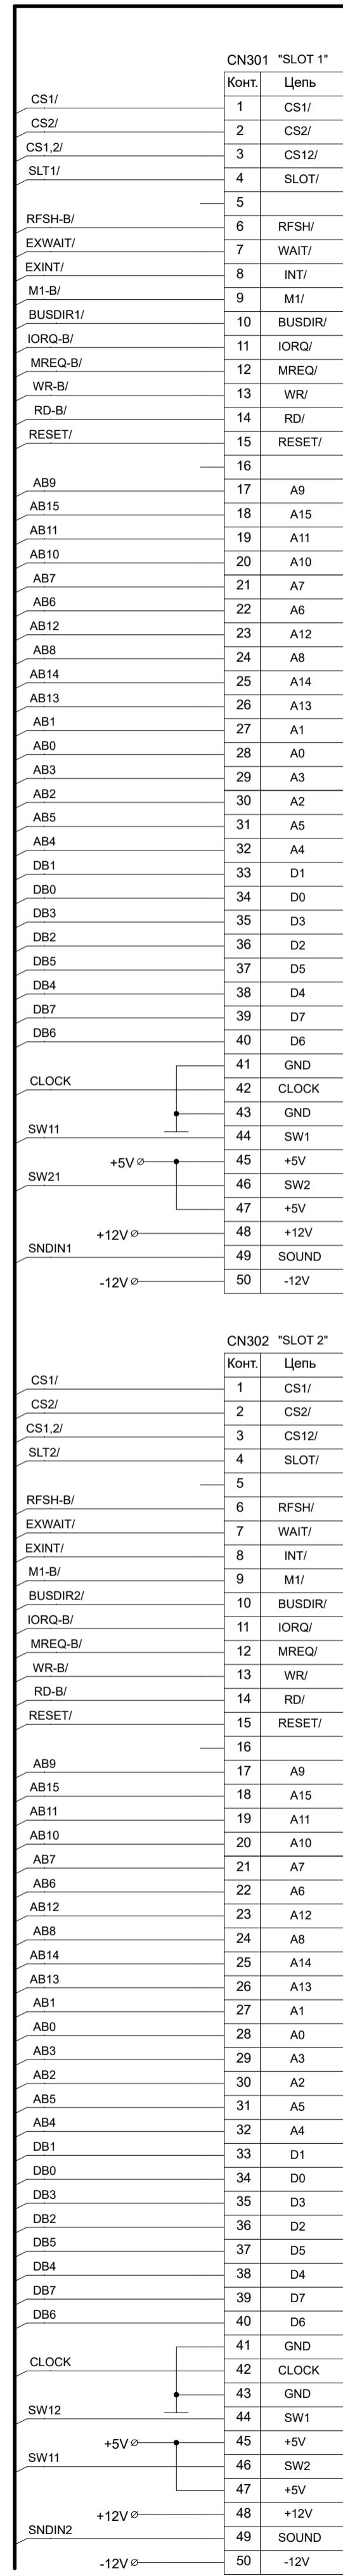 CN301 "SLOT 1"
Конт. Цепь
CS1/ 1 CS1/
CS2/ 2 CS2/
CS1,2/ 3 CS12/
SLT1/ 4 SLOT/
5
RFSH-B/ 6 RFSH/
EXWAIT/ 7 WAIT/
EXINT/ 8 INT/
M1-B/ 9 M1/
BUSDIR1/ 10 BUSDIR/
IORQ-B/ 11 IORQ/
MREQ-B/ 12 MREQ/
WR-B/ 13 WR/
RD-B/ 14 RD/
RESET/ 15 RESET/
16
AB9 17 A9
AB15 18 A15
AB11 19 A11
AB10 20 A10
AB7 21 A7
AB6 22 A6
AB12 23 A12
AB8 24 A8
AB14 25 A14
AB13 26 A13
AB1 27 A1
AB0 28 A0
AB3 29 A3
AB2 30 A2
AB5 31 A5
AB4 32 A4
DB1 33 D1
DB0 34 D0
DB3 35 D3
DB2 36 D2
DB5 37 D5
DB4 38 D4
DB7 39 D7
DB6 40 D6
41 GND
CLOCK 42 CLOCK
43 GND
SW11 44 SW1
+5V 45 +5V
SW21 46 SW2
47 +5V
+12V 48 +12V
SNDIN1 49 SOUND
-12V 50 -12V
CN302 "SLOT 2"
Конт. Цепь
CS1/ 1 CS1/
CS2/ 2 CS2/
CS1,2/ 3 CS12/
SLT2/ 4 SLOT/
5
RFSH-B/ 6 RFSH/
EXWAIT/ 7 WAIT/
EXINT/ 8 INT/
M1-B/ 9 M1/
BUSDIR2/ 10 BUSDIR/
IORQ-B/ 11 IORQ/
MREQ-B/ 12 MREQ/
WR-B/ 13 WR/
RD-B/ 14 RD/
RESET/ 15 RESET/
16
AB9 17 A9
AB15 18 A15
AB11 19 A11
AB10 20 A10
AB7 21 A7
AB6 22 A6
AB12 23 A12
AB8 24 A8
AB14 25 A14
AB13 26 A13
AB1 27 A1
AB0 28 A0
AB3 29 A3
AB2 30 A2
AB5 31 A5
AB4 32 A4
DB1 33 D1
DB0 34 D0
DB3 35 D3
DB2 36 D2
DB5 37 D5
DB4 38 D4
DB7 39 D7
DB6 40 D6
41 GND
CLOCK 42 CLOCK
43 GND
SW12 44 SW1
+5V 45 +5V
SW11 46 SW2
47 +5V
+12V 48 +12V
SNDIN2 49 SOUND
-12V 50 -12V